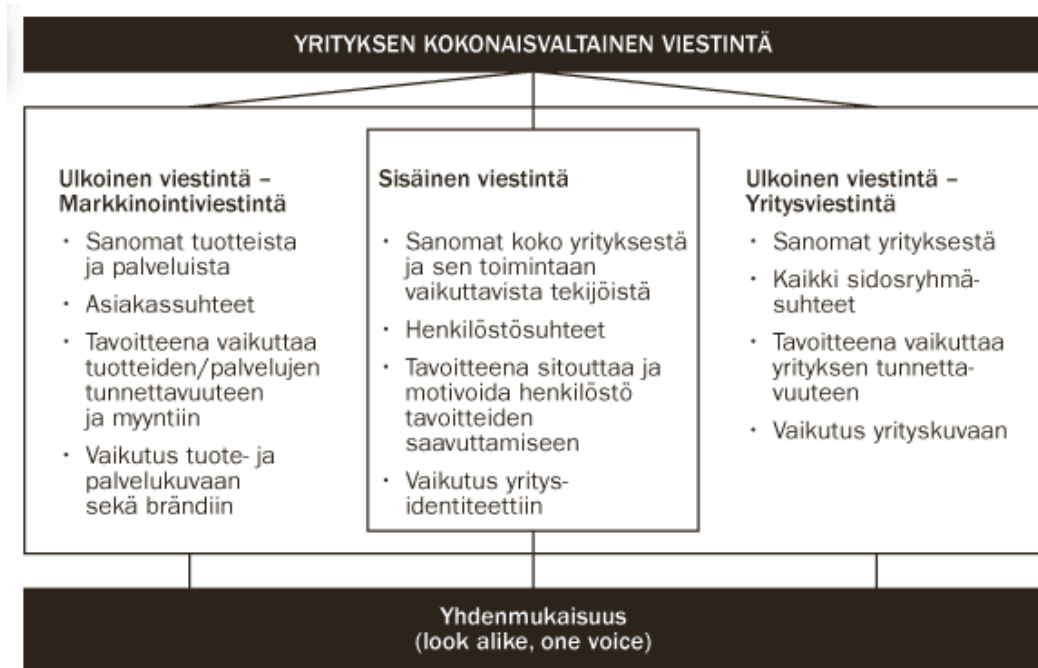 YRITYKSEN KOKONAISVALTAINEN VIESTINTÄ
Ulkoinen viestintä –
Markkinointiviestintä
· Sanomat tuotteista
ja palveluista
· Asiakassuhteet
· Tavoitteena vaikuttaa
tuotteiden/palvelujen
tunnettavuuteen
ja myyntiin
· Vaikutus tuote- ja
palvelukuvaan
sekä brändiin
Sisäinen viestintä
· Sanomat koko yrityksestä
ja sen toimintaan
vaikuttavista tekijöistä
· Henkilöstösuhteet
· Tavoitteena sitouttaa ja
motivoida henkilöstö
tavoitteiden
saavuttamiseen
· Vaikutus yritys-
identiteettiin
Ulkoinen viestintä –
Yritysviestintä
· Sanomat yrityksestä
· Kaikki sidosryhmä-
suhteet
· Tavoitteena vaikuttaa
yrityksen tunnetta-
vuuteen
· Vaikutus yrityskuvaan
Yhdenmukaisuus
(look alike, one voice)